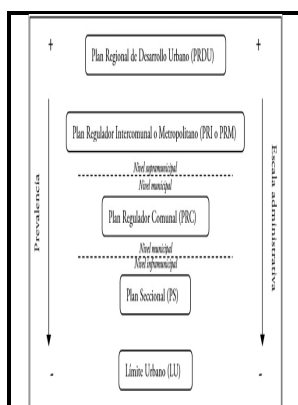 + +
Plan Regional de Desarrollo Urbano (PRDU)
Plan Regulador Intercomunal o Metropolitano (PRI o PRM)
Nivel supramunicipal
Nivel municipal
Prevalencia
Escala administrativa
Plan Regulador Comunal (PRC)
Nivel municipal
Nivel inframunicipal
Plan Seccional (PS)
Límite Urbano (LU)
- -